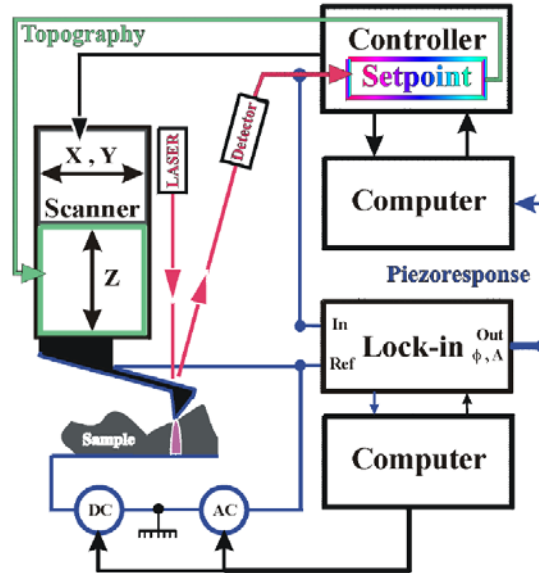 Topography
Controller
Setpoint
X , Y
Scanner
LASER
Detector
Computer
Z
Piezoresponse
In
Out
Lock-in
Ref
ϕ , A
Sample
Computer
DC
AC